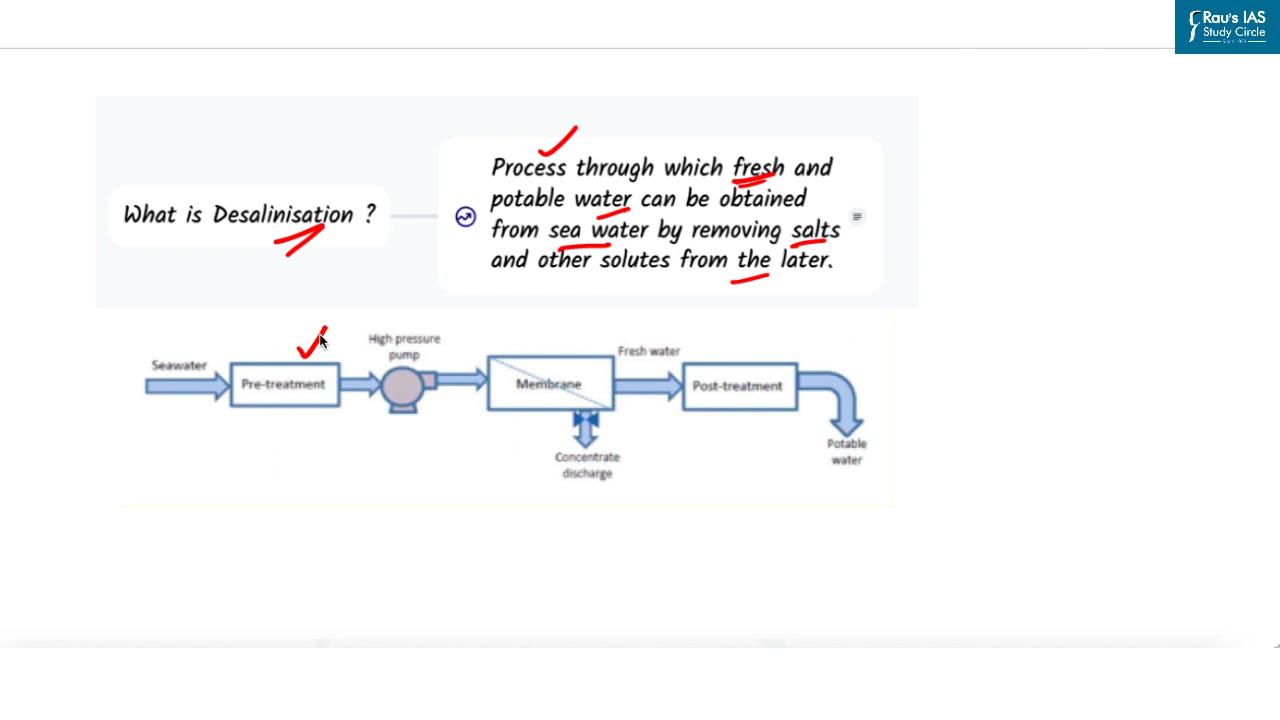 Rau's IAS
Study Circle
What is Desalinisation ?
Process through which fresh and
potable water can be obtained
from sea water by removing salts
and other solutes from the later.
Seawater
Pre-treatment
High pressure
pump
Membrane
Fresh water
Post-treatment
Concentrate
discharge
Potable
water